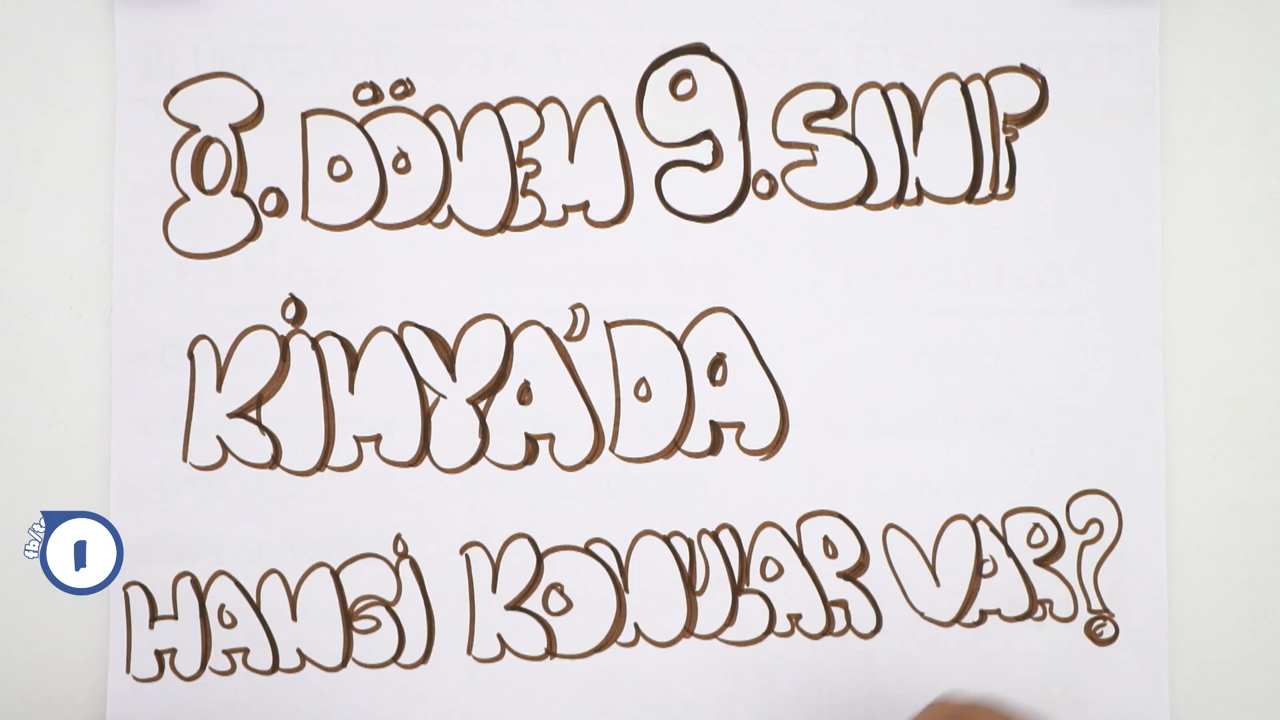 I. DÖNEM 9. SINIF
KİMYA'DA
HANGİ KONULAR VAR?